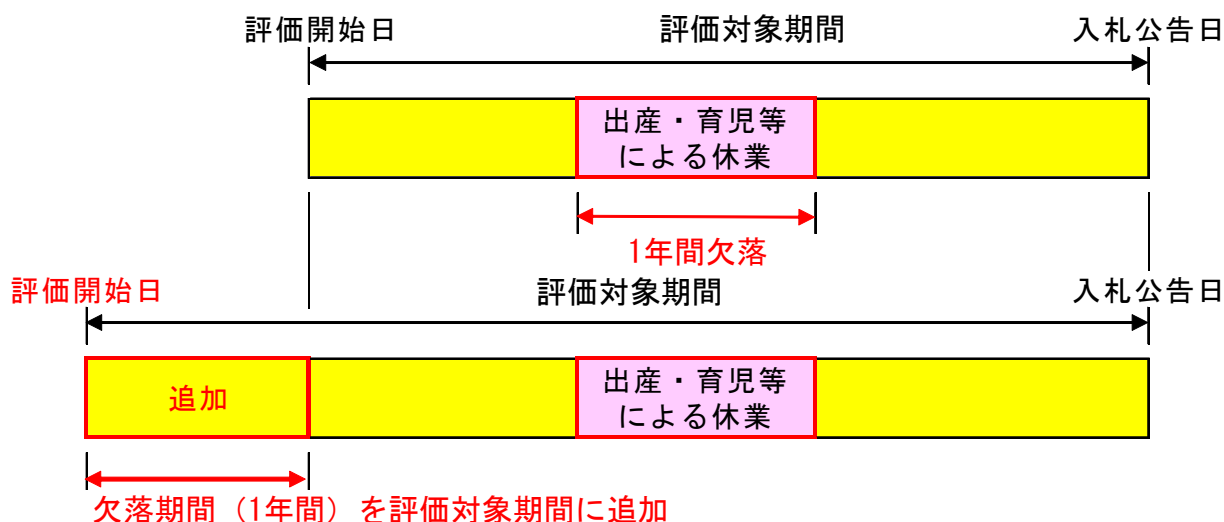 評価開始日 評価対象期間 入札公告日
出産・育児等
による休業
1年間欠落
評価開始日 評価対象期間 入札公告日
追加
出産・育児等
による休業
欠落期間（1年間）を評価対象期間に追加